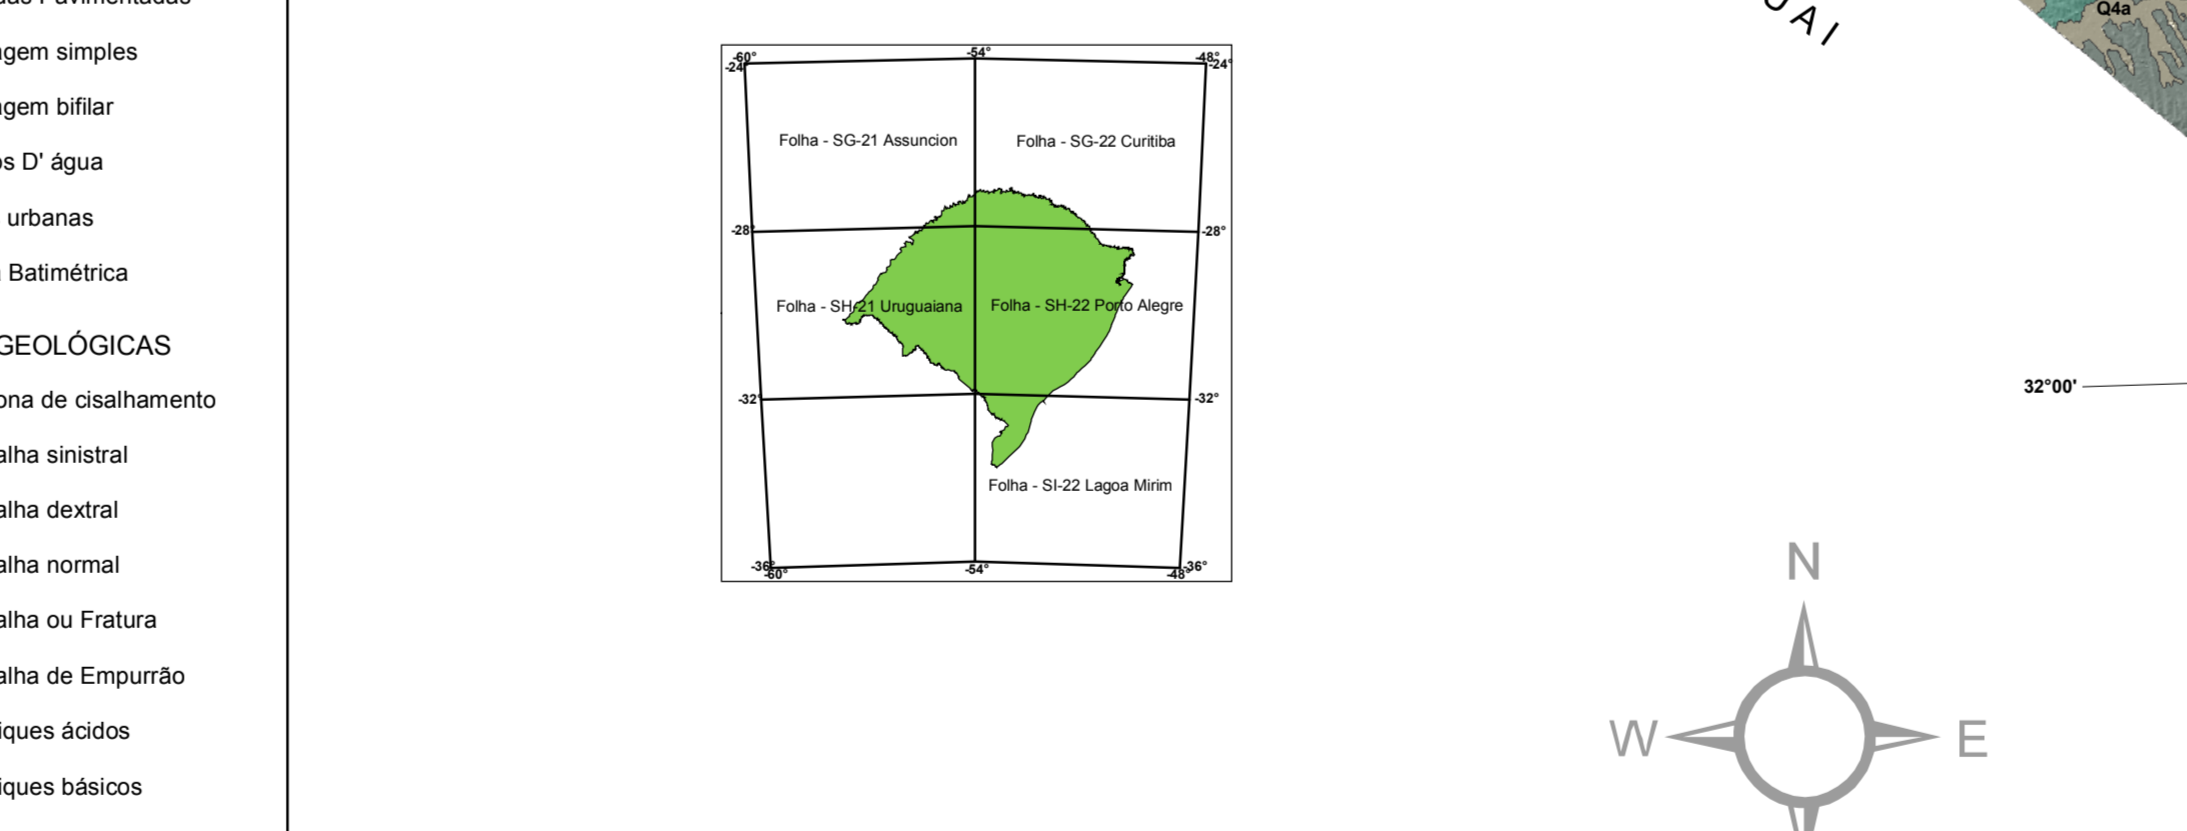 agem simples
agem bifilar
os D' água
urbanas
Batimétrica
GEOLÓGICAS
ona de cisalhamento
alha sinistral
alha dextral
alha normal
alha ou Fratura
alha de Empurrão
iques ácidos
iques básicos
-60° -54° -48°
-24° -24°
Folha - SG-21 Assuncion Folha - SG-22 Curitiba
-28° -28°
Folha - SH-21 Uruguaiana Folha - SH-22 Porto Alegre
-32° -32°
Folha - SI-22 Lagoa Mirim
-36° -36°
-60° -54° -48°
UAI
Q4a
32°00'
N
W E